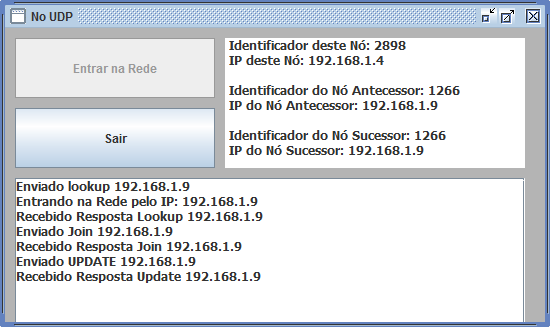 No UDP
Entrar na Rede
Sair
Identificador deste Nó: 2898
IP deste Nó: 192.168.1.4
Identificador do Nó Antecessor: 1266
IP do Nó Antecessor: 192.168.1.9
Identificador do Nó Sucessor: 1266
IP do Nó Sucessor: 192.168.1.9
Enviado lookup 192.168.1.9
Entrando na Rede pelo IP: 192.168.1.9
Recebido Resposta Lookup 192.168.1.9
Enviado Join 192.168.1.9
Recebido Resposta Join 192.168.1.9
Enviado UPDATE 192.168.1.9
Recebido Resposta Update 192.168.1.9